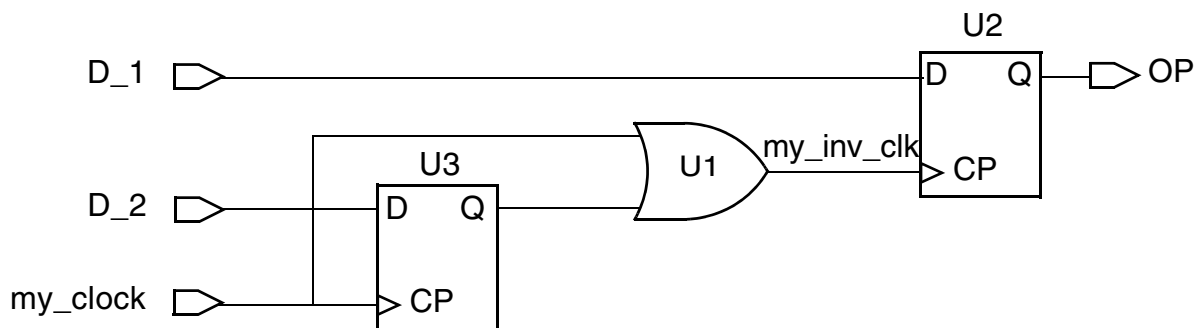 U2
D_1
D Q
OP
my_inv_clk
U1
CP
U3
D_2
D Q
my_clock
CP